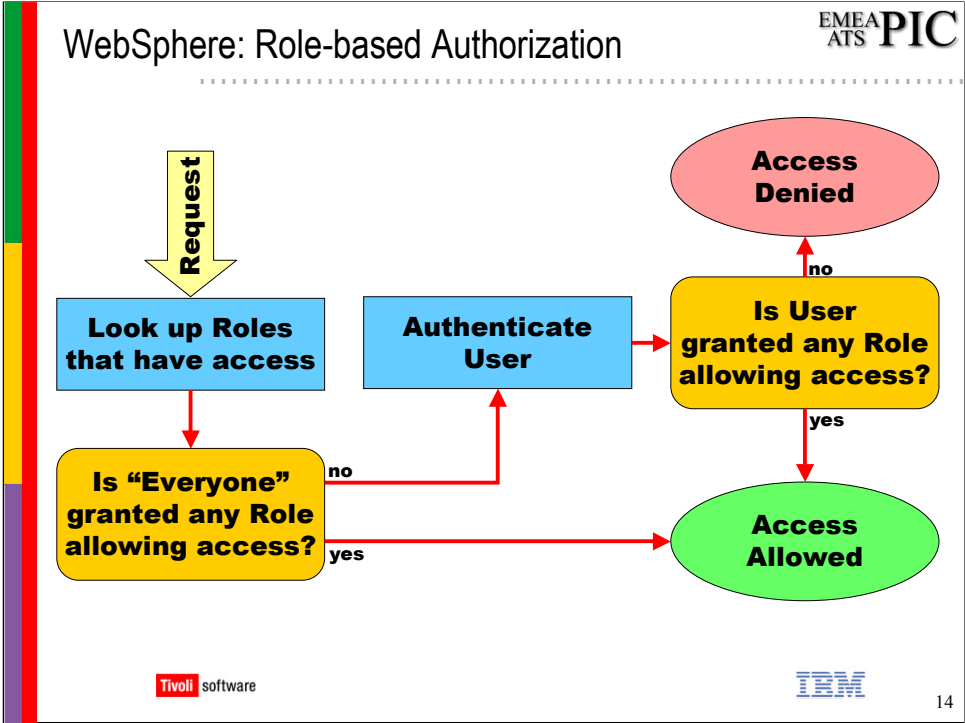 WebSphere: Role-based Authorization
EMEA
ATS PIC
Request
Look up Roles
that have access
Is “Everyone”
granted any Role
allowing access?
no
yes
Authenticate
User
Is User
granted any Role
allowing access?
no
yes
Access
Denied
Access
Allowed
Tivoli software
IBM
14